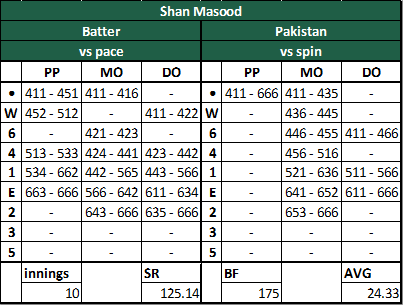 Shan Masood
Batter Pakistan
vs pace vs spin
PP MO DO PP MO DO
• 411 - 451 411 - 416 - • 411 - 666 411 - 435 -
W 452 - 512 - 411 - 422 W - 436 - 445 -
6 - 421 - 423 - 6 - 446 - 455 411 - 466
4 513 - 533 424 - 441 423 - 442 4 - 456 - 516 -
1 534 - 662 442 - 565 443 - 566 1 - 521 - 636 511 - 566
E 663 - 666 566 - 642 611 - 634 E - 641 - 652 611 - 666
2 - 643 - 666 635 - 666 2 - 653 - 666 -
3 - - - 3 - - -
5 - - - 5 - - -
innings SR BF AVG
10 125.14 175 24.33